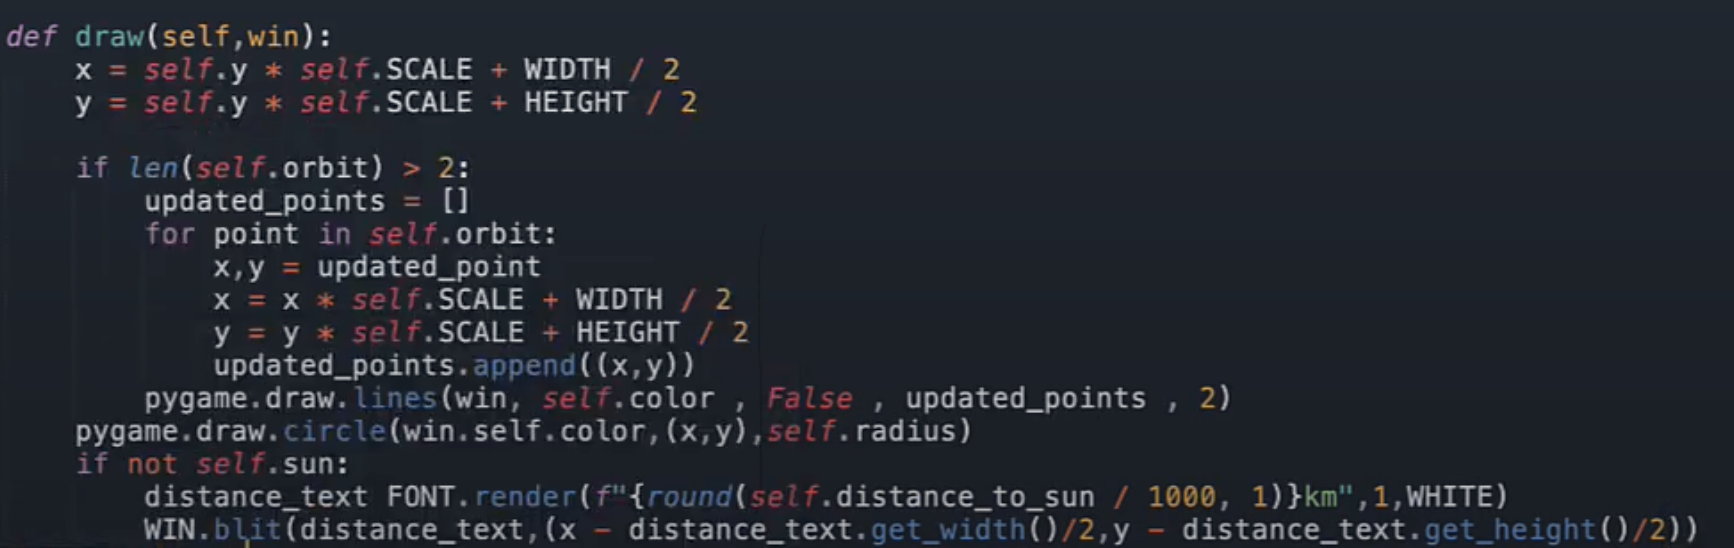 def draw(self,win):
    x = self.y * self.SCALE + WIDTH / 2
    y = self.y * self.SCALE + HEIGHT / 2

    if len(self.orbit) > 2:
        updated_points = []
        for point in self.orbit:
            x,y = updated_point
            x = x * self.SCALE + WIDTH / 2
            y = y * self.SCALE + HEIGHT / 2
            updated_points.append((x,y))
        pygame.draw.lines(win, self.color , False , updated_points , 2)
    pygame.draw.circle(win.self.color,(x,y),self.radius)
    if not self.sun:
        distance_text FONT.render(f"{round(self.distance_to_sun / 1000, 1)}km",1,WHITE)
        WIN.blit(distance_text,(x - distance_text.get_width()/2,y - distance_text.get_height()/2))